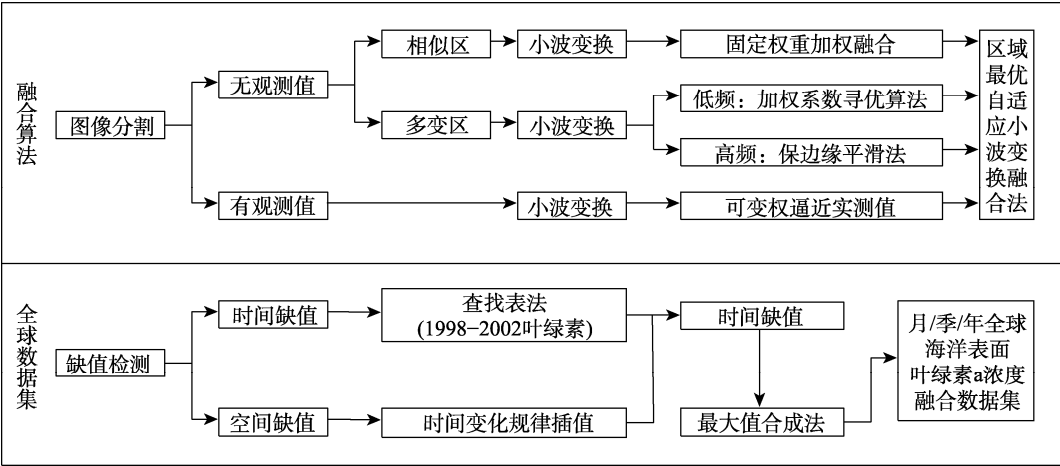 融合算法
图像分割
无观测值
有观测值
相似区
多变区
小波变换
小波变换
小波变换
固定权重加权融合
低频：加权系数寻优算法
高频：保边缘平滑法
可变权逼近实测值
区域
最优
自适
应小
波变
换融
合法
全球数据集
缺值检测
时间缺值
空间缺值
查找表法
(1998-2002叶绿素)
时间变化规律插值
时间缺值
最大值合成法
月/季/年全球
海洋表面
叶绿素a浓度
融合数据集